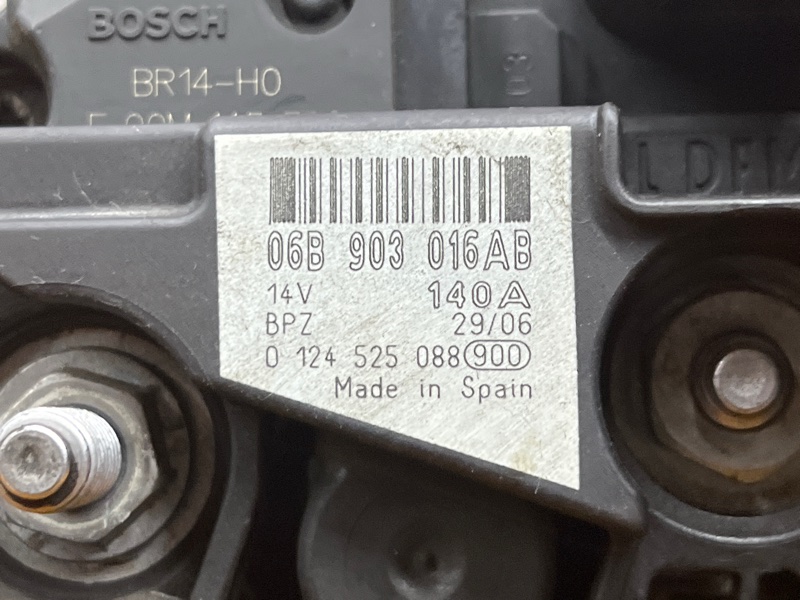 BOSCH
BR14-H0
06B 903 016AB
14V 140A
BPZ 29/06
0 124 525 088 900
Made in Spain